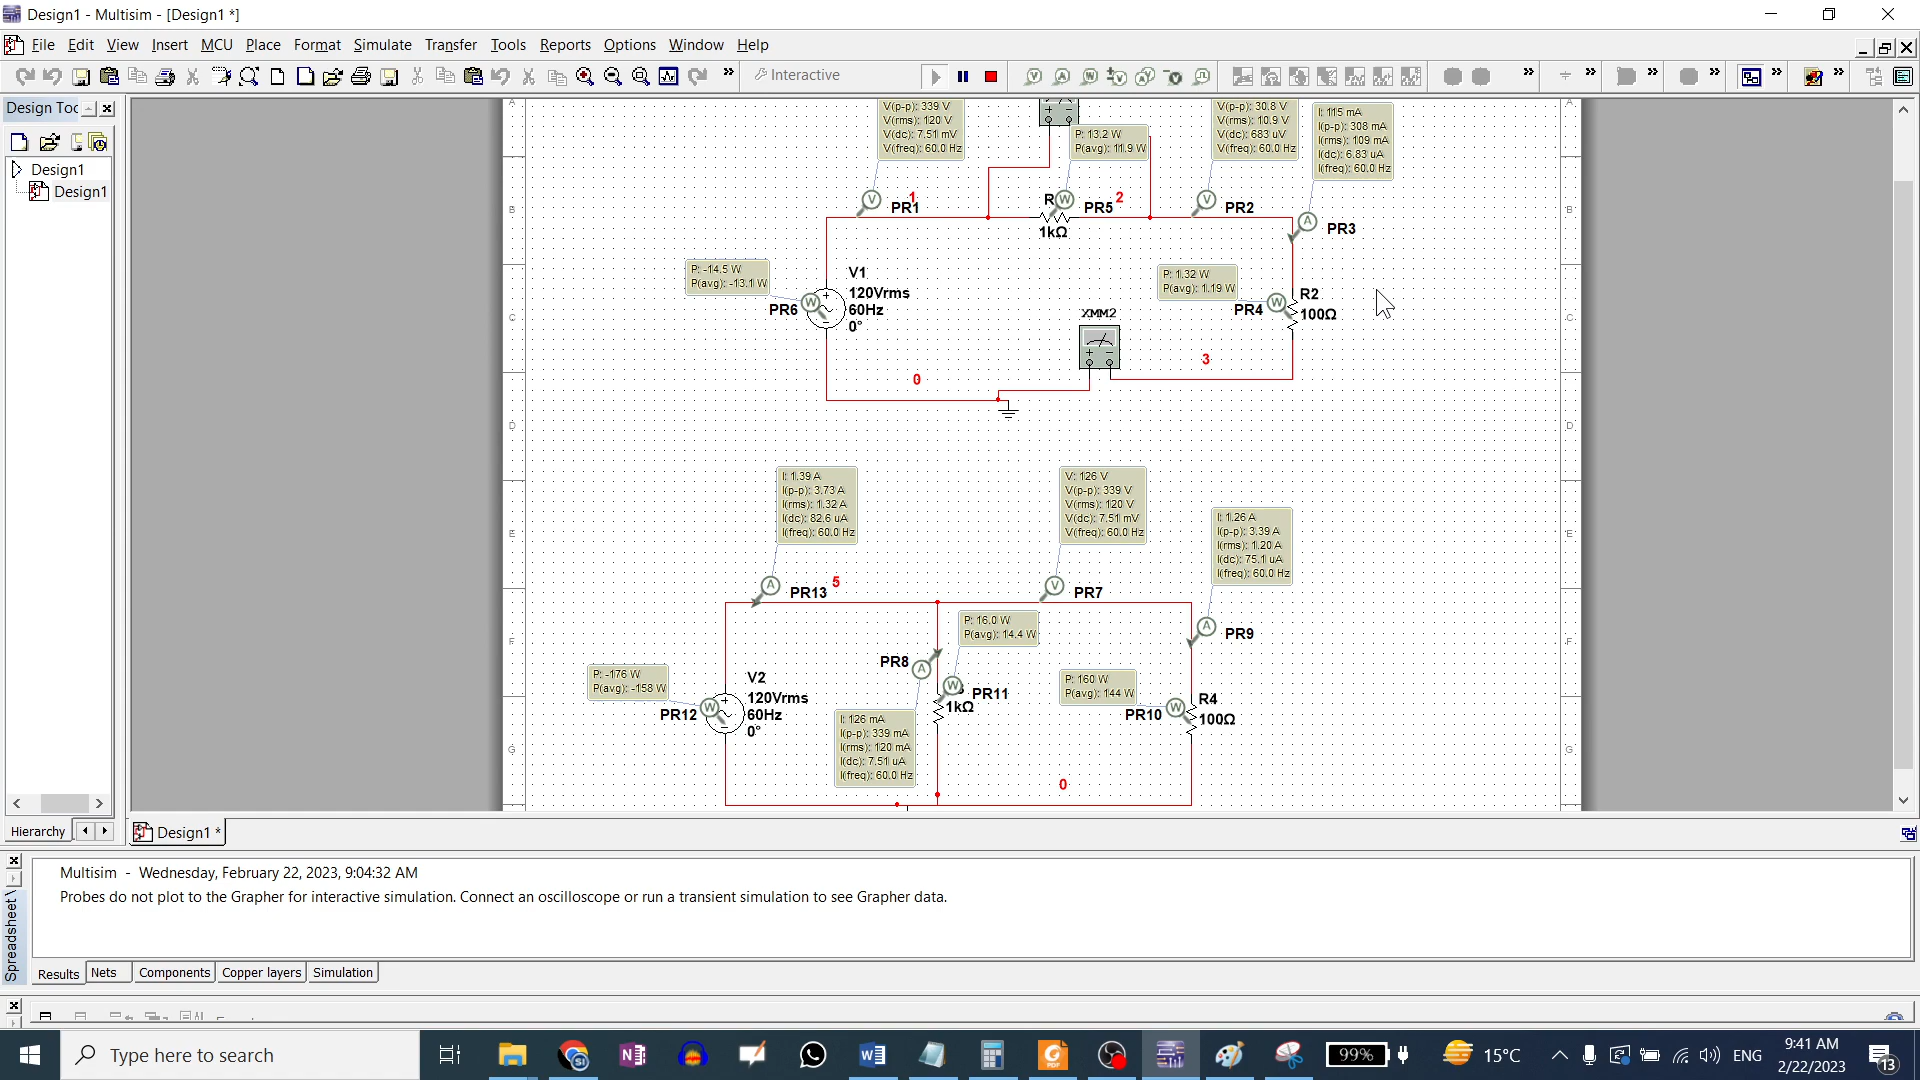 Design1 - Multisim - [Design1 *]
File Edit View Insert MCU Place Format Simulate Transfer Tools Reports Options Window Help
Interactive
Design Too
Design1
Design1
V(p-p): 339 V
V(rms): 120 V
V(dc): 7.51 mV
V(freq): 60.0 Hz
P: 13.2 W
P(avg): 11.9 W
V(p-p): 30.8 V
V(rms): 10.9 V
V(dc): 683 uV
V(freq): 60.0 Hz
I: 115 mA
I(p-p): 308 mA
I(rms): 109 mA
I(dc): 6.83 uA
I(freq): 60.0 Hz
V PR1
1
R W PR5
1kΩ
2
V PR2
A PR3
P: -14.5 W
P(avg): -13.1 W
W PR6
V1
120Vrms
60Hz
0°
P: 1.32 W
P(avg): 1.19 W
PR4 W
R2
100Ω
XMM2
3
0
I: 1.39 A
I(p-p): 3.73 A
I(rms): 1.32 A
I(dc): 82.6 uA
I(freq): 60.0 Hz
V: 126 V
V(p-p): 339 V
V(rms): 120 V
V(dc): 7.51 mV
V(freq): 60.0 Hz
I: 1.26 A
I(p-p): 3.39 A
I(rms): 1.20 A
I(dc): 75.1 uA
I(freq): 60.0 Hz
A PR13
5
V PR7
A PR9
P: 16.0 W
P(avg): 14.4 W
PR8 A
W PR11
1kΩ
P: -176 W
P(avg): -158 W
PR12 W
V2
120Vrms
60Hz
0°
P: 160 W
P(avg): 144 W
PR10 W
R4
100Ω
I: 126 mA
I(p-p): 339 mA
I(rms): 120 mA
I(dc): 7.51 uA
I(freq): 60.0 Hz
0
A B C D E F G
A B C D E F G
Hierarchy
Design1 *
Multisim - Wednesday, February 22, 2023, 9:04:32 AM
Probes do not plot to the Grapher for interactive simulation. Connect an oscilloscope or run a transient simulation to see Grapher data.
Spreadsheet \
Results Nets Components Copper layers Simulation
Type here to search
99%
15°C
ENG
9:41 AM
2/22/2023
13